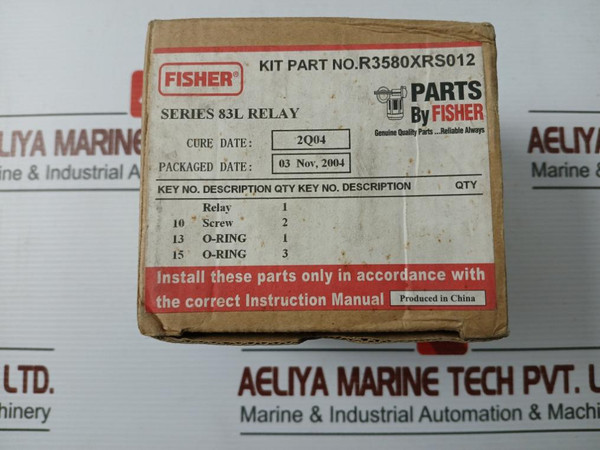 FISHER
KIT PART NO.R3580XRS012
SERIES 83L RELAY
PARTS
By FISHER
Genuine Quality Parts ...Reliable Always
CURE DATE: 2Q04
PACKAGED DATE: 03 Nov, 2004
KEY NO. DESCRIPTION QTY KEY NO. DESCRIPTION QTY
Relay 1
10 Screw 2
13 O-RING 1
15 O-RING 3
Install these parts only in accordance with
the correct Instruction Manual Produced in China
AELIYA MARINE
ne & Industrial A
AELIYA MAR
Marine & Industr
LTD.
hinery
AELIYA MARINE TECH PVT. L
Marine & Industrial Automation & Machi